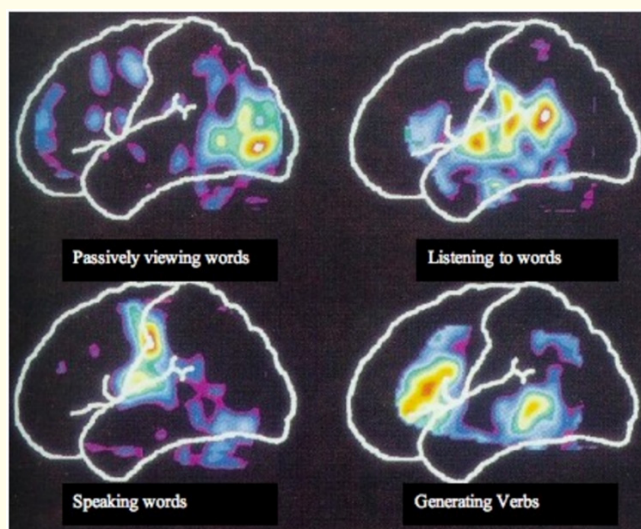 Passively viewing words
Listening to words
Speaking words
Generating Verbs